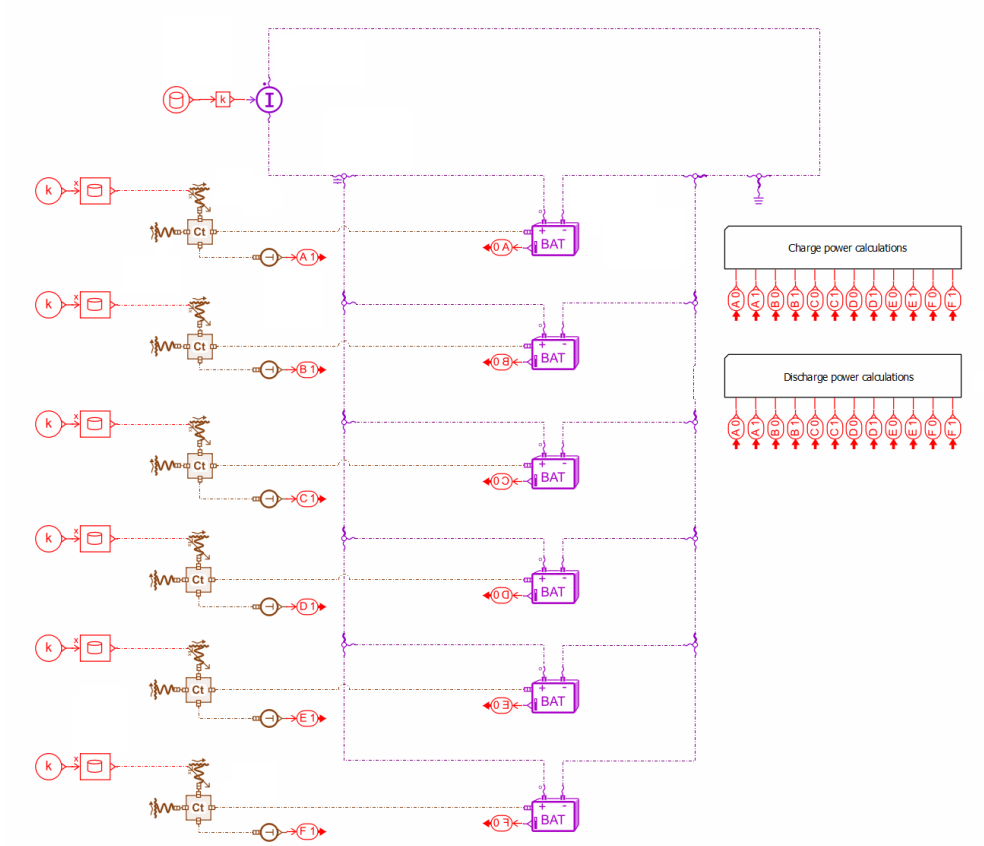 k
I
k
x
Ct
+ -
BAT
A 0
A 1
Charge power calculations
A 0 A 1 B 0 B 1 C 0 C 1 D 0 D 1 E 0 E 1 F 0 F 1
k
x
Ct
+ -
BAT
B 0
B 1
Discharge power calculations
A 0 A 1 B 0 B 1 C 0 C 1 D 0 D 1 E 0 E 1 F 0 F 1
k
x
Ct
+ -
BAT
C 0
C 1
k
x
Ct
+ -
BAT
D 0
D 1
k
x
Ct
+ -
BAT
E 0
E 1
k
x
Ct
+ -
BAT
F 0
F 1